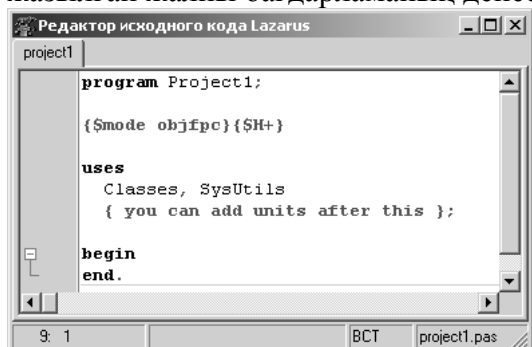 Редактор исходного кода Lazarus
project1
program Project1;
{$mode objfpc}{$H+}
uses
Classes, SysUtils
{ you can add units after this };
begin
end.
9: 1 ВСТ project1.pas